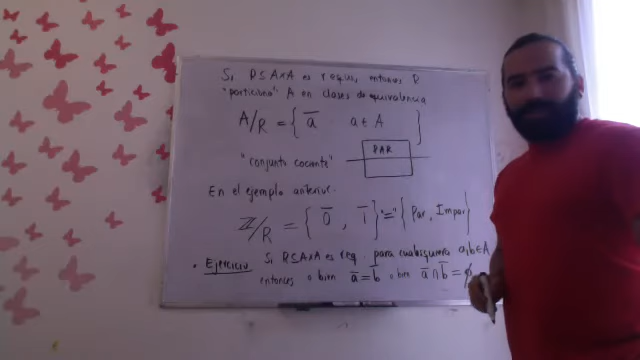 Si R ⊆ A×A es r equiv, entonces R
"particiona" A en clases de equivalencia
A/R = { a̅ : a ∈ A }
"conjunto cociente"
PAR
En el ejemplo anterior:
ℤ/R = { 0̅ , 1̅ } "=" { Par, Impar }
• Ejercicio Si R ⊆ A×A es r eq. para cualesquiera a, b ∈ A
entonces o bien a̅ = b̅ o bien a̅ ∩ b̅ = ∅